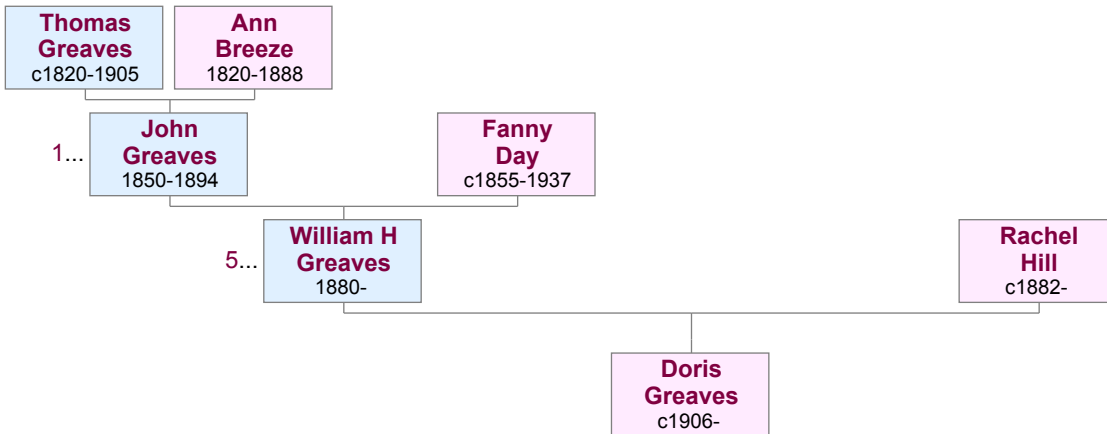 Thomas
Greaves
c1820-1905
Ann
Breeze
1820-1888
1...
John
Greaves
1850-1894
Fanny
Day
c1855-1937
5...
William H
Greaves
1880-
Rachel
Hill
c1882-
Doris
Greaves
c1906-